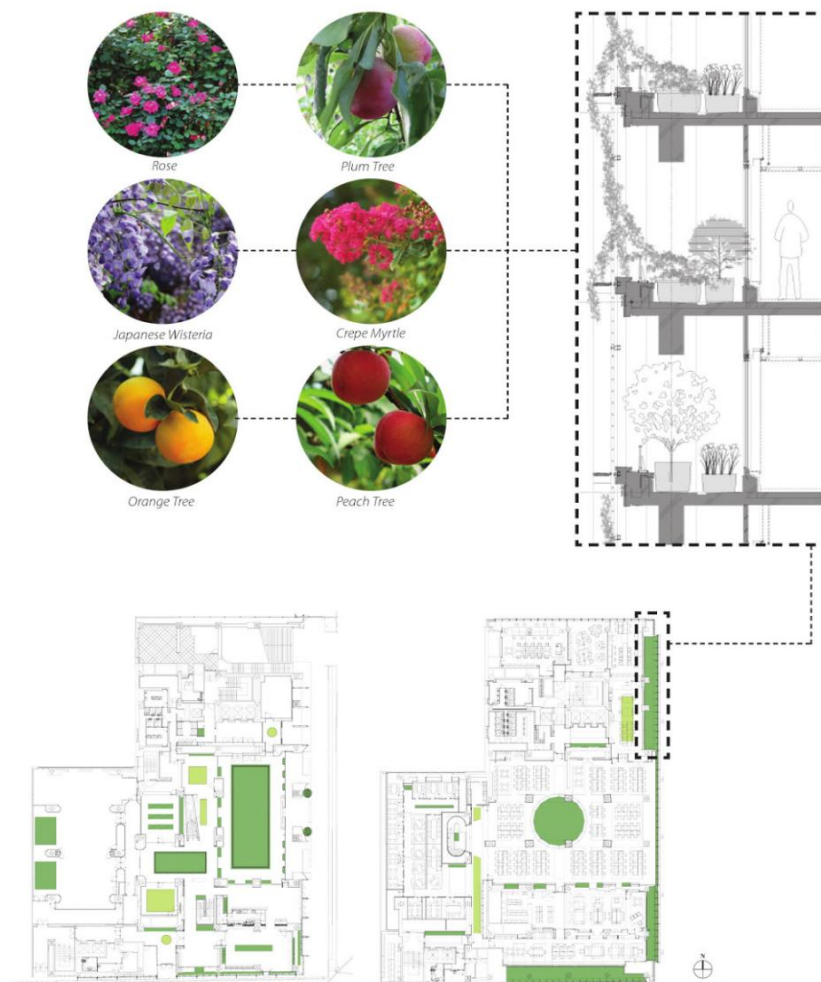 Rose
Plum Tree
Japanese Wisteria
Crepe Myrtle
Orange Tree
Peach Tree
N